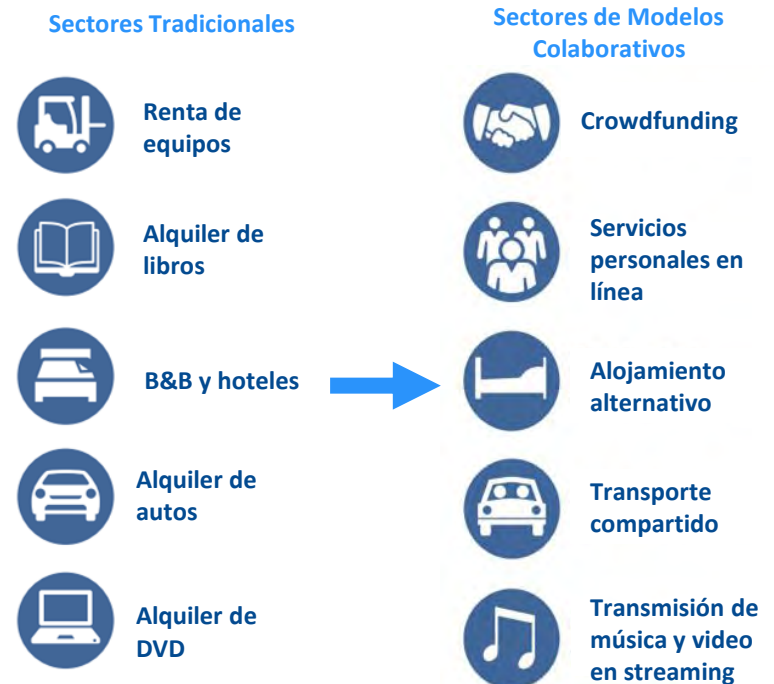 Sectores Tradicionales
Renta de
equipos
Alquiler de
libros
B&B y hoteles
Alquiler de
autos
Alquiler de
DVD
Sectores de Modelos
Colaborativos
Crowdfunding
Servicios
personales en
línea
Alojamiento
alternativo
Transporte
compartido
Transmisión de
música y video
en streaming